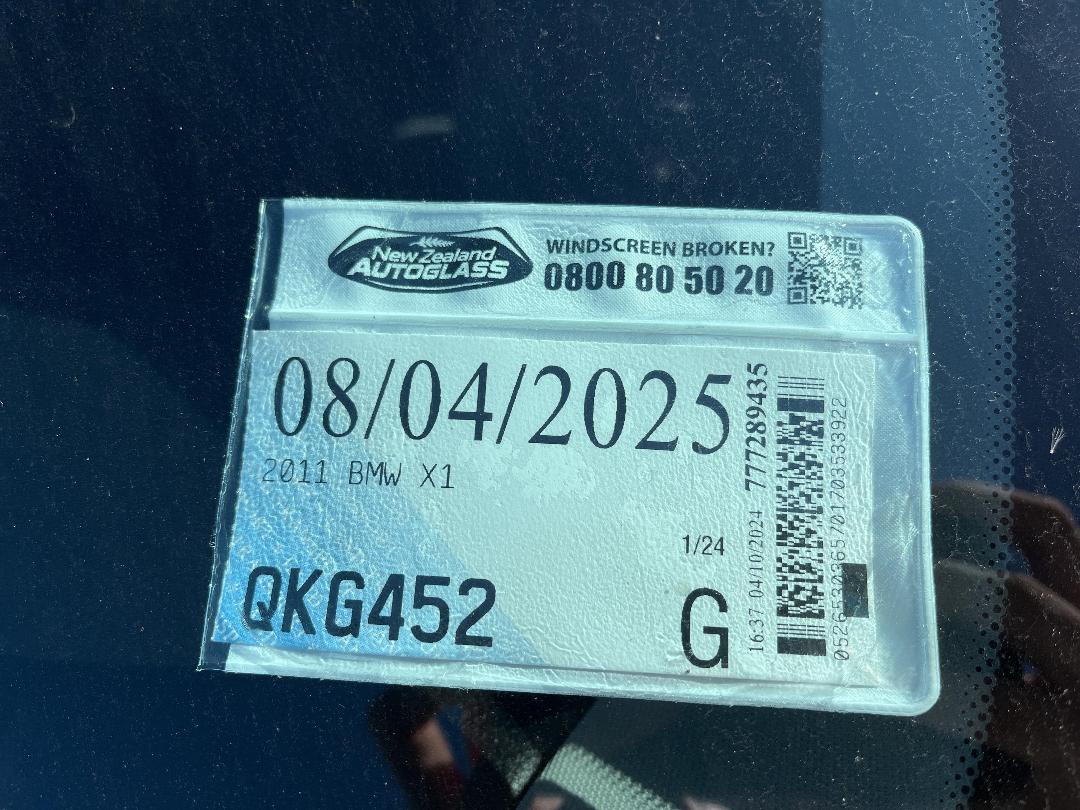 New Zealand
AUTOGLASS
WINDSCREEN BROKEN?
0800 80 50 20
08/04/2025
2011 BMW X1
1/24
QKG452
G
16:37 04/10/2024 777289435